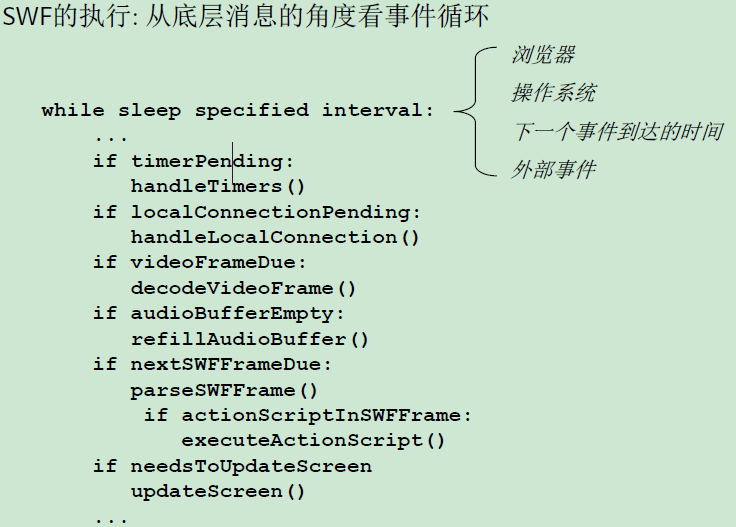 SWF的执行: 从底层消息的角度看事件循环
浏览器
操作系统
下一个事件到达的时间
外部事件
while sleep specified interval:
...
if timerPending:
handleTimers()
if localConnectionPending:
handleLocalConnection()
if videoFrameDue:
decodeVideoFrame()
if audioBufferEmpty:
refillAudioBuffer()
if nextSWFFrameDue:
parseSWFFrame()
if actionScriptInSWFFrame:
executeActionScript()
if needsToUpdateScreen
updateScreen()
...